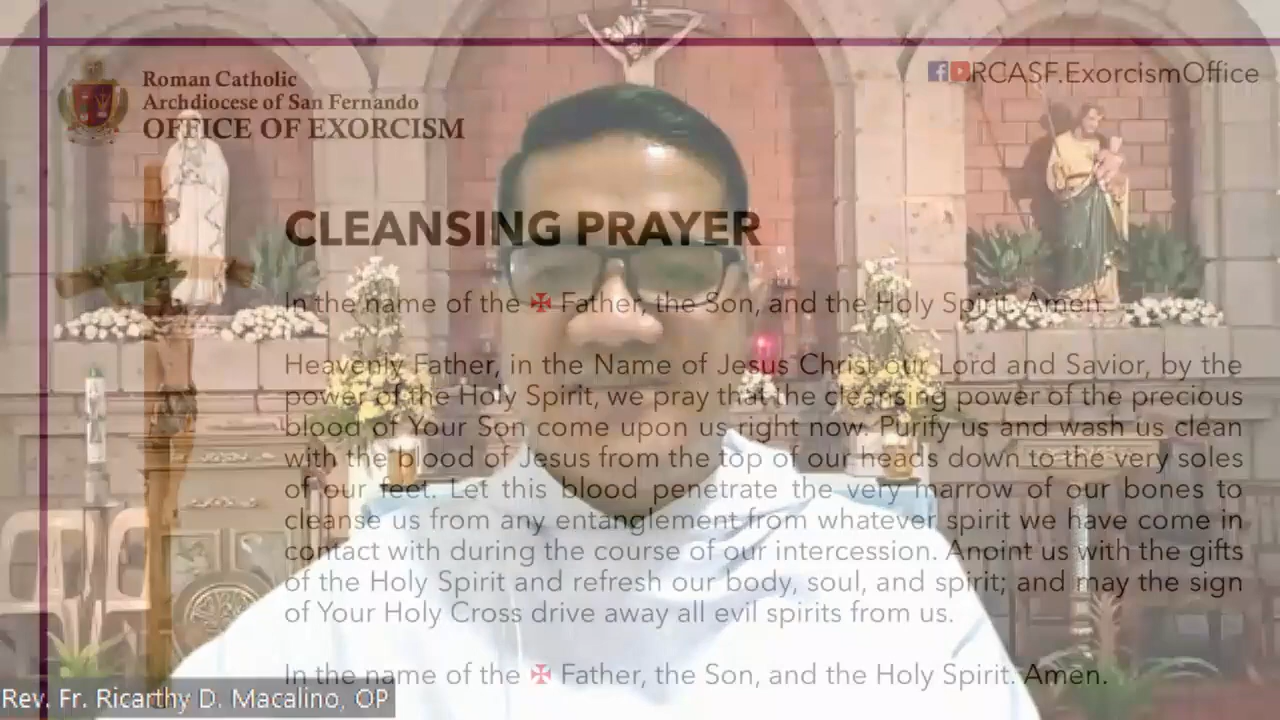 Roman Catholic
Archdiocese of San Fernando
OFFICE OF EXORCISM
RCASF.ExorcismOffice
CLEANSING PRAYER
In the name of the ✠ Father, the Son, and the Holy Spirit. Amen.
Heavenly Father, in the Name of Jesus Christ our Lord and Savior, by the
power of the Holy Spirit, we pray that the cleansing power of the precious
blood of Your Son come upon us right now. Purify us and wash us clean
with the blood of Jesus from the top of our heads down to the very soles
of our feet. Let this blood penetrate the very marrow of our bones to
cleanse us from any entanglement from whatever spirit we have come in
contact with during the course of our intercession. Anoint us with the gifts
of the Holy Spirit and refresh our body, soul, and spirit; and may the sign
of Your Holy Cross drive away all evil spirits from us.
In the name of the ✠ Father, the Son, and the Holy Spirit. Amen.
Rev. Fr. Ricarthy D. Macalino, OP